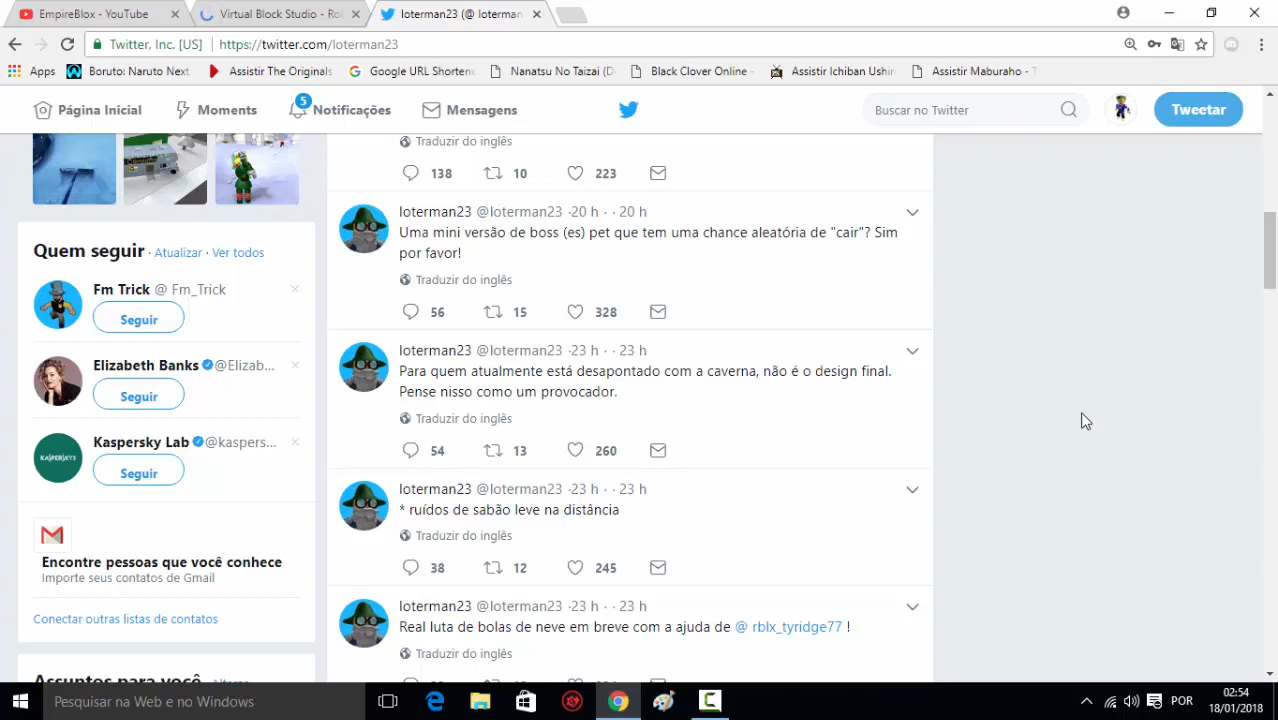 EmpireBlox - YouTube
Virtual Block Studio - Rol
loterman23 (@ loterman
Twitter, Inc. [US]
https://twitter.com/loterman23
Apps
Boruto: Naruto Next
Assistir The Originals
Google URL Shortene
Nanatsu No Taizai (D
Black Clover Online -
Assistir Ichiban Ushir
Assistir Maburaho - T
Página Inicial
Moments
5
Notificações
Mensagens
Buscar no Twitter
Tweetar
Traduzir do inglês
138 10 223
loterman23 @loterman23 ·20 h · · 20 h
Uma mini versão de boss (es) pet que tem uma chance aleatória de "cair"? Sim
por favor!
Traduzir do inglês
56 15 328
loterman23 @loterman23 ·23 h · · 23 h
Para quem atualmente está desapontado com a caverna, não é o design final.
Pense nisso como um provocador.
Traduzir do inglês
54 13 260
loterman23 @loterman23 ·23 h · · 23 h
* ruídos de sabão leve na distância
Traduzir do inglês
38 12 245
loterman23 @loterman23 ·23 h · · 23 h
Real luta de bolas de neve em breve com a ajuda de @ rblx_tyridge77 !
Traduzir do inglês
Quem seguir · Atualizar · Ver todos
Fm Trick @ Fm_Trick
Seguir
Elizabeth Banks @Elizab...
Seguir
KASPERSKY
Kaspersky Lab @kaspers...
Seguir
Encontre pessoas que você conhece
Importe seus contatos de Gmail
Conectar outras listas de contatos
Assuntos para você
Pesquisar na Web e no Windows
POR
02:54
18/01/2018